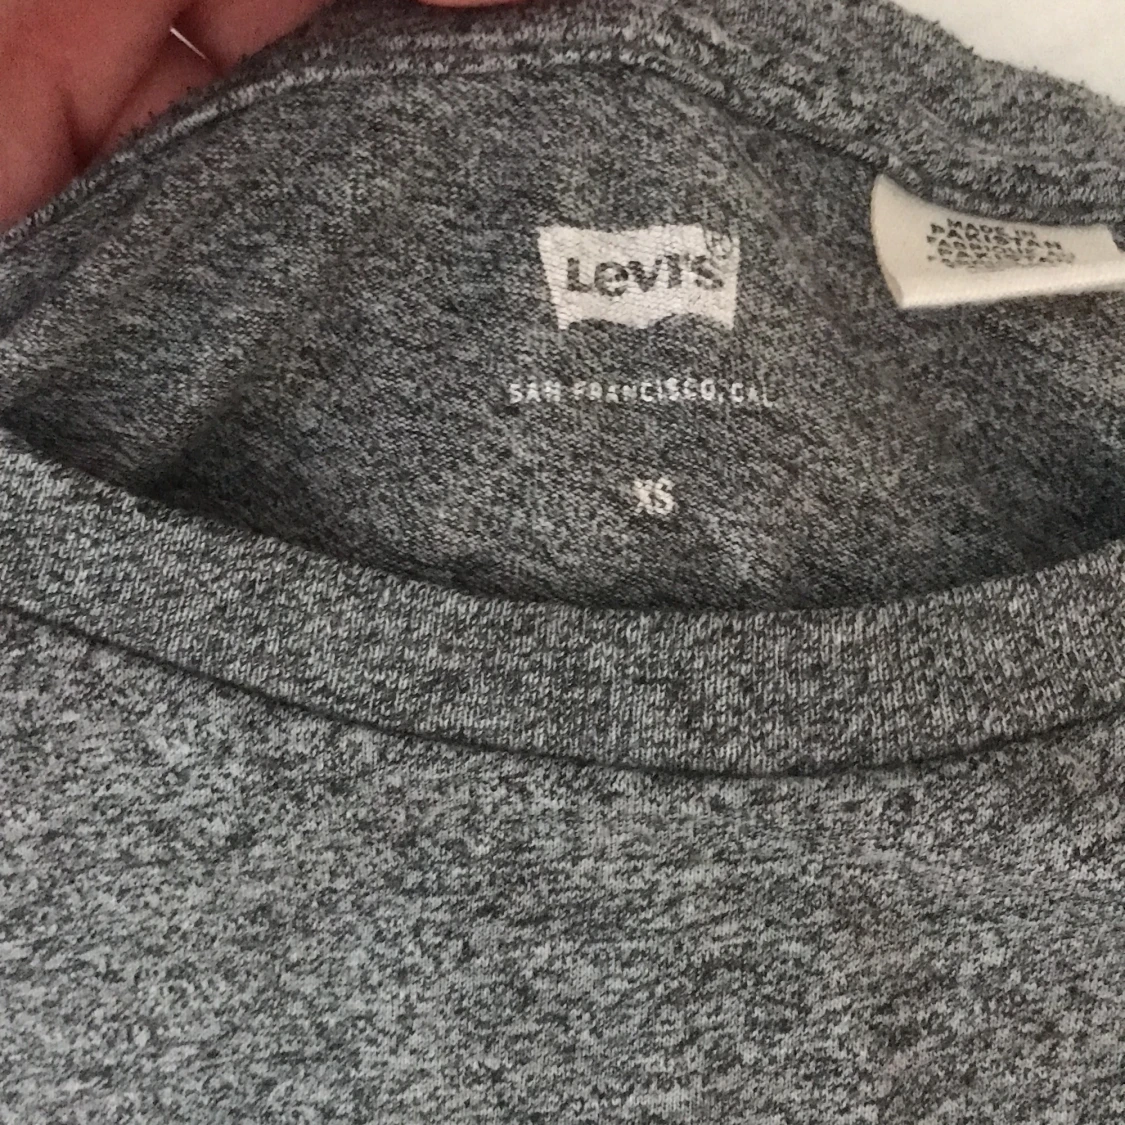 Levi's ®
SAN FRANCISCO, CAL
XS
MADE IN
PAKISTAN